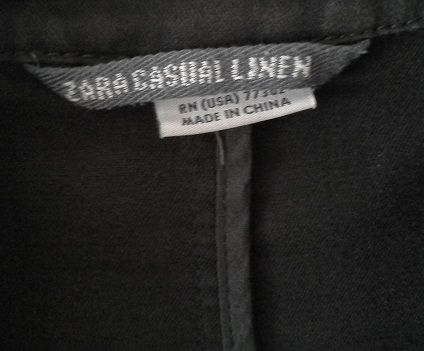 ZARA CASUAL LINEN
RN (USA) 77302
MADE IN CHINA